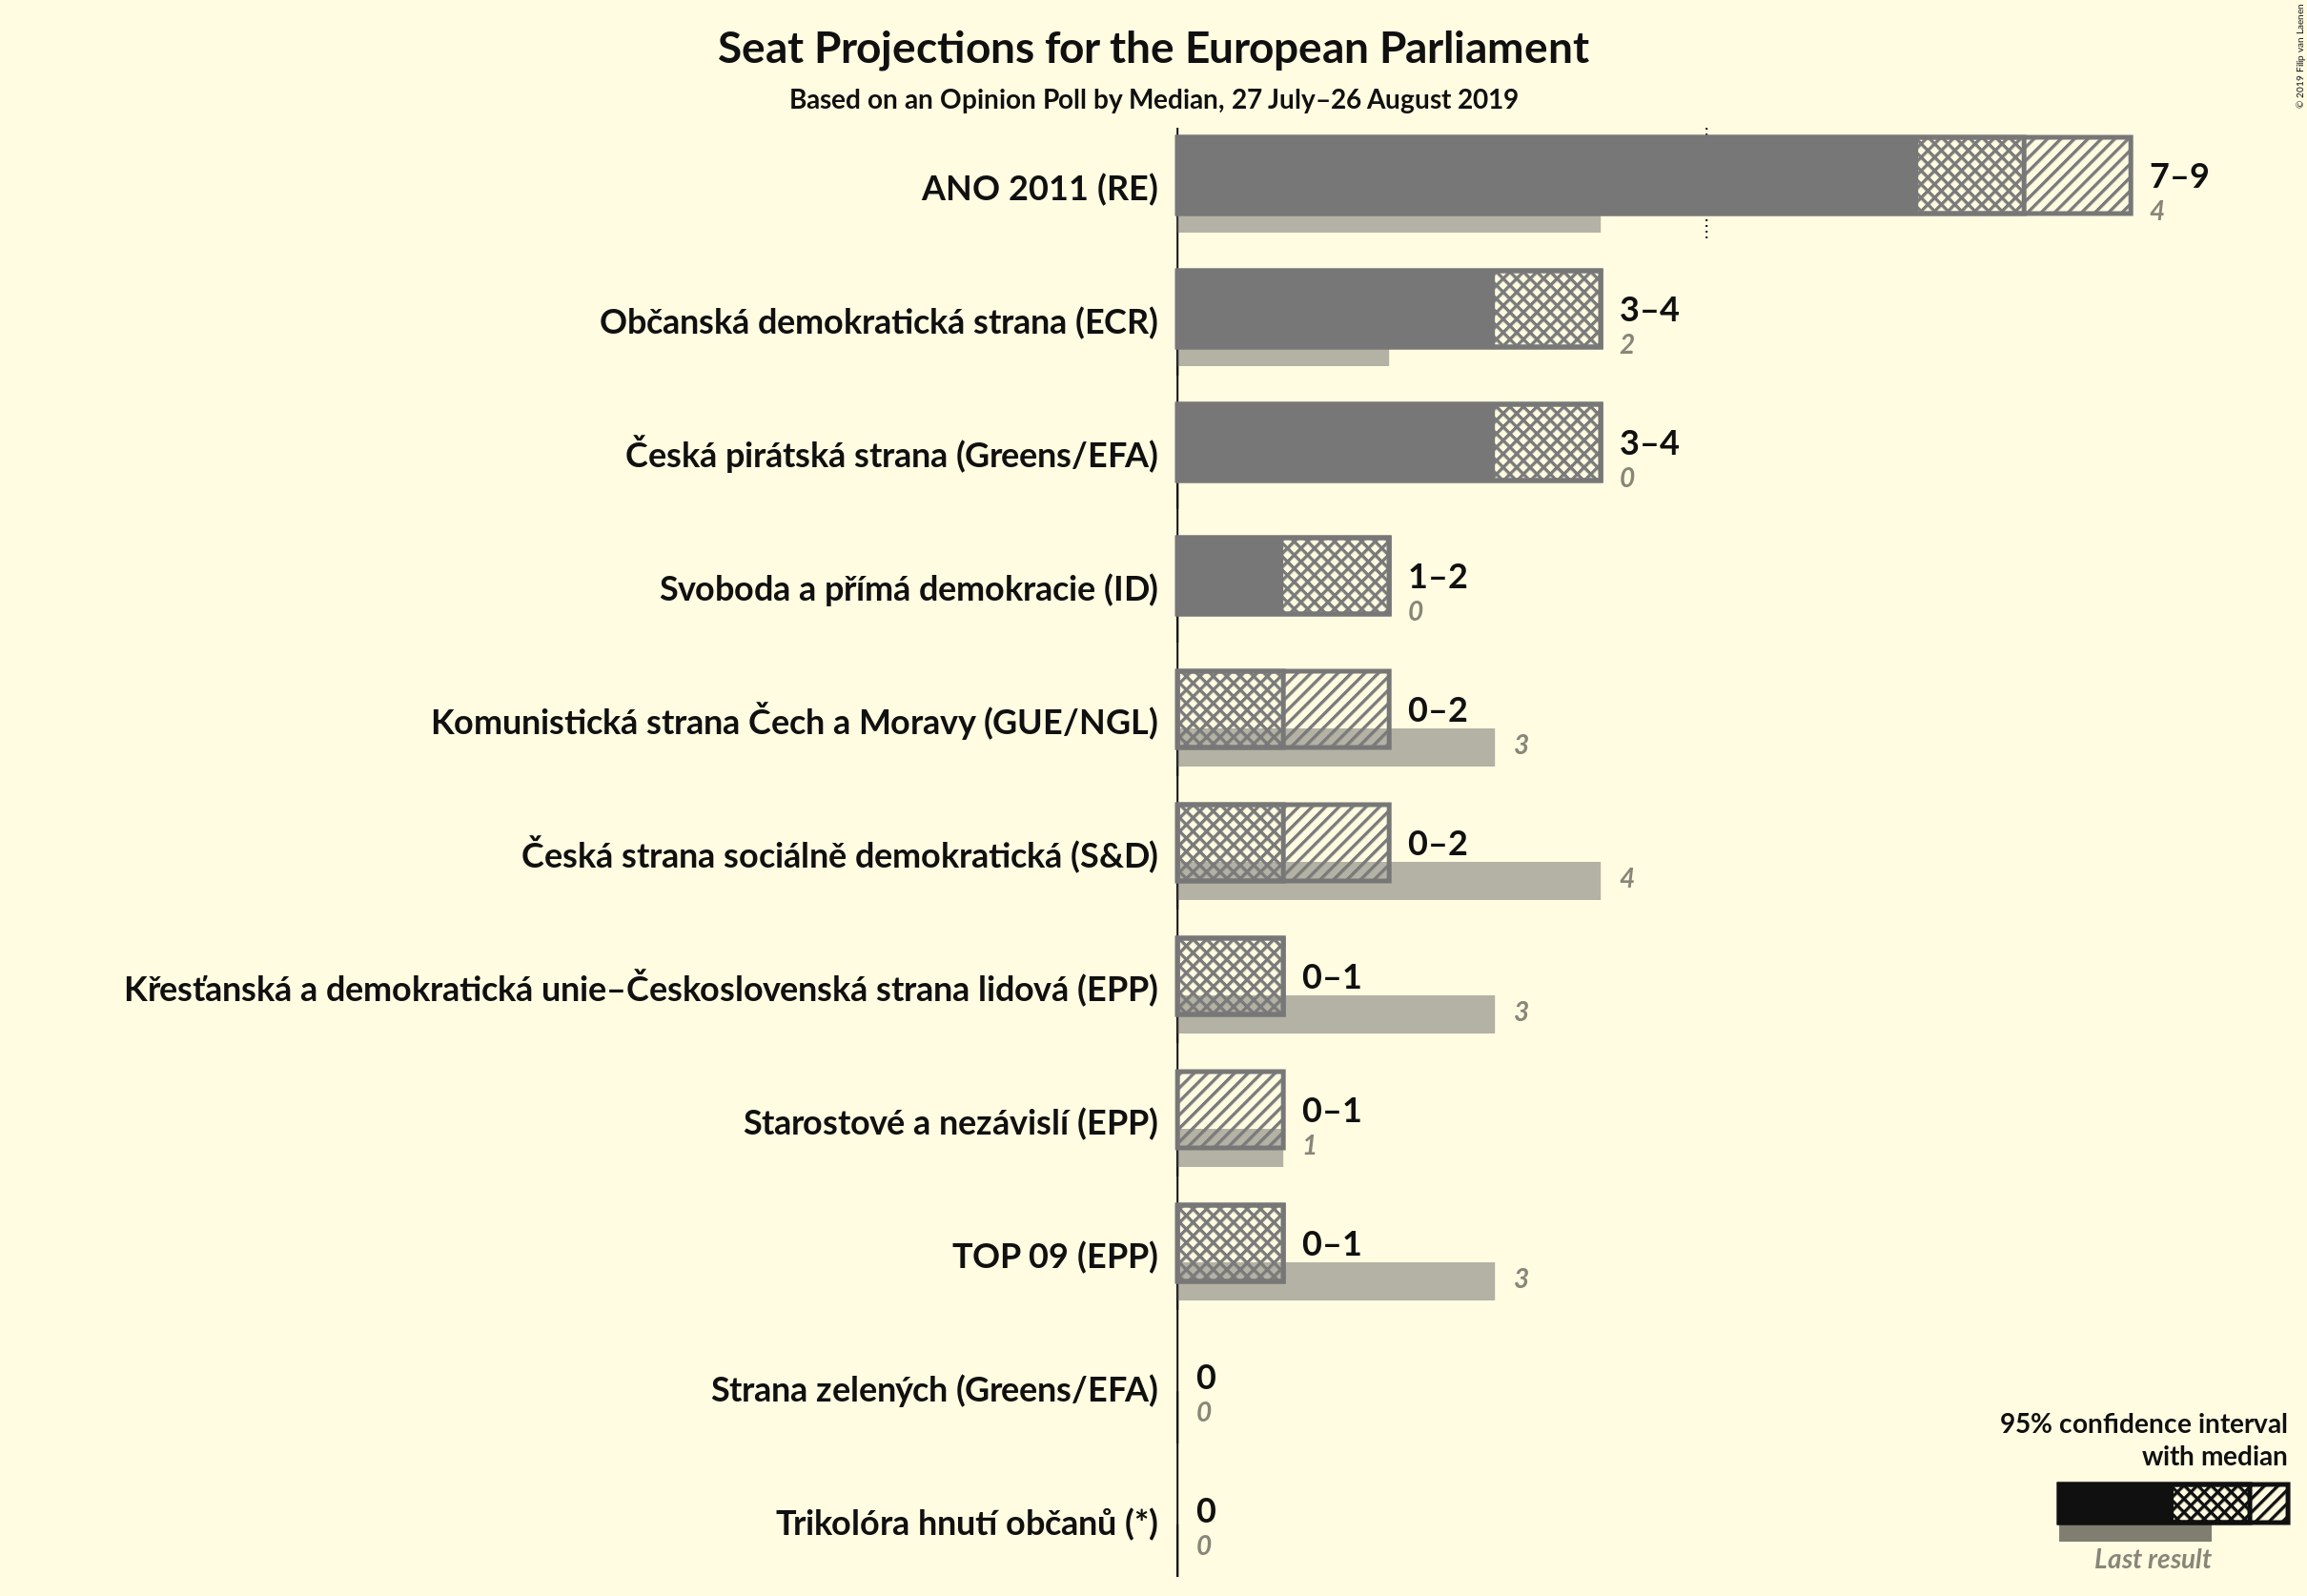 Seat Projections for the European Parliament
Based on an Opinion Poll by Median, 27 July–26 August 2019
© 2019 Filip van Laenen
ANO 2011 (RE)
7–9
4
Občanská demokratická strana (ECR)
3–4
2
Česká pirátská strana (Greens/EFA)
3–4
0
Svoboda a přímá demokracie (ID)
1–2
0
Komunistická strana Čech a Moravy (GUE/NGL)
0–2
3
Česká strana sociálně demokratická (S&D)
0–2
4
Křesťanská a demokratická unie–Československá strana lidová (EPP)
0–1
3
Starostové a nezávislí (EPP)
0–1
1
TOP 09 (EPP)
0–1
3
Strana zelených (Greens/EFA)
0
0
Trikolóra hnutí občanů (*)
0
0
95% confidence interval
with median
Last result